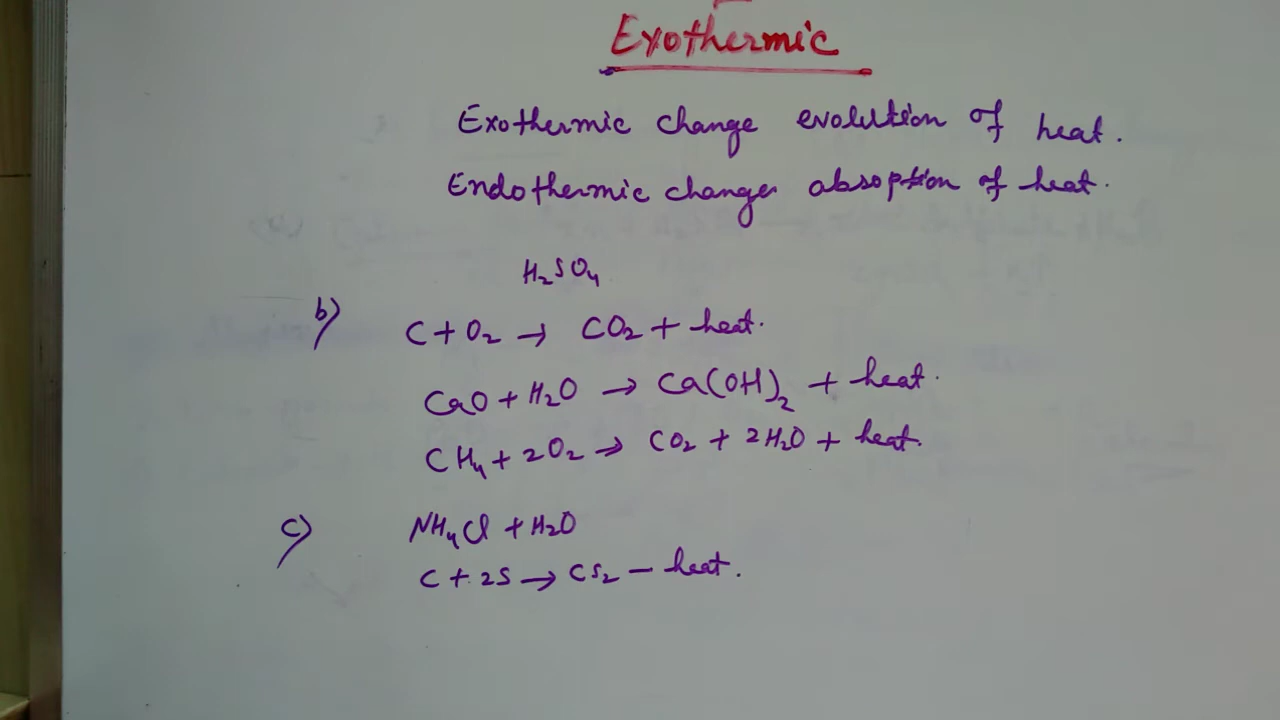 Exothermic
Exothermic change evolution of heat.
Endothermic change absoption of heat.
H₂SO₄
b) C + O₂ → CO₂ + heat.
CaO + H₂O → Ca(OH)₂ + heat.
CH₄ + 2O₂ → CO₂ + 2H₂O + heat.
c) NH₄Cl + H₂O
C + 2S → CS₂ – heat.